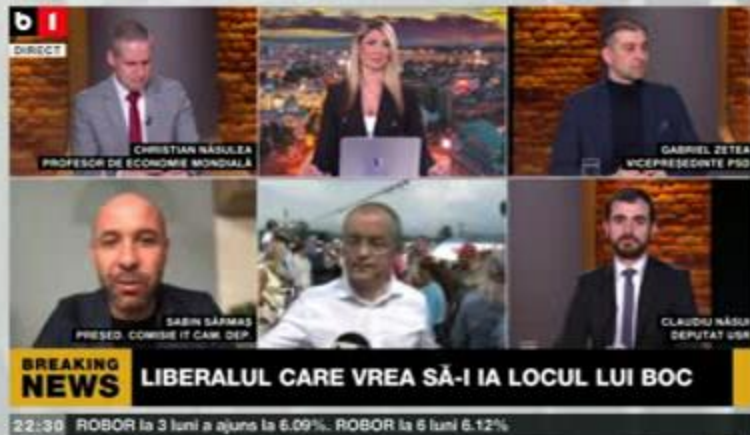 b 1
DIRECT
CHRISTIAN NĂSULEA
PROFESOR DE ECONOMIE MONDIALĂ
GABRIEL ZETEA
VICEPREȘEDINTE PSD
SABIN SĂRMAȘ
PREȘED. COMISIE IT CAM. DEP.
CLAUDIU NĂSUI
DEPUTAT USR
BREAKING
NEWS
LIBERALUL CARE VREA SĂ-I IA LOCUL LUI BOC
22:30 ROBOR la 3 luni a ajuns la 6.09%. ROBOR la 6 luni 6.12%